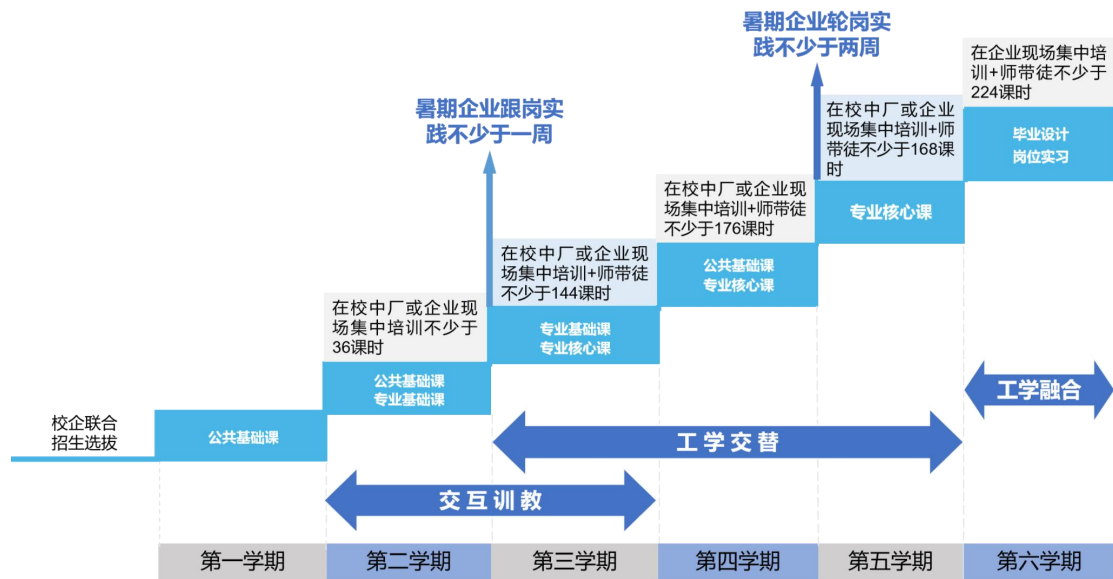 暑期企业轮岗实
践不少于两周
在企业现场集中培
训+师带徒不少于
224课时
毕业设计
岗位实习
暑期企业跟岗实
践不少于一周
在校中厂或企业
现场集中培训+师
带徒不少于168课
时
专业核心课
在校中厂或企业现
场集中培训+师带徒
不少于176课时
公共基础课
专业核心课
在校中厂或企业现
场集中培训+师带徒
不少于144课时
专业基础课
专业核心课
在校中厂或企业现
场集中培训不少于
36课时
公共基础课
专业基础课
校企联合
招生选拔
公共基础课
工学融合
工学交替
交互训教
第一学期
第二学期
第三学期
第四学期
第五学期
第六学期